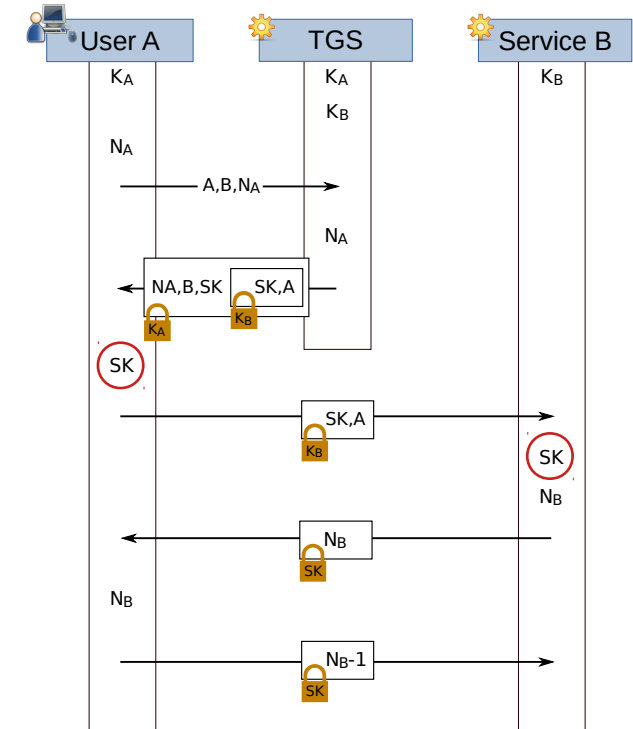 User A
TGS
Service B
KA
KA
KB
KB
NA
A,B,NA
NA
NA,B,SK
SK,A
KA
KB
SK
SK,A
KB
SK
NB
NB
SK
NB
NB-1
SK